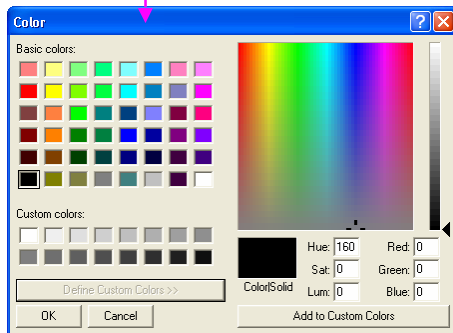 Color
Basic colors:
Custom colors:
Define Custom Colors >>
OK Cancel
Color|Solid
Hue: 160 Red: 0
Sat: 0 Green: 0
Lum: 0 Blue: 0
Add to Custom Colors